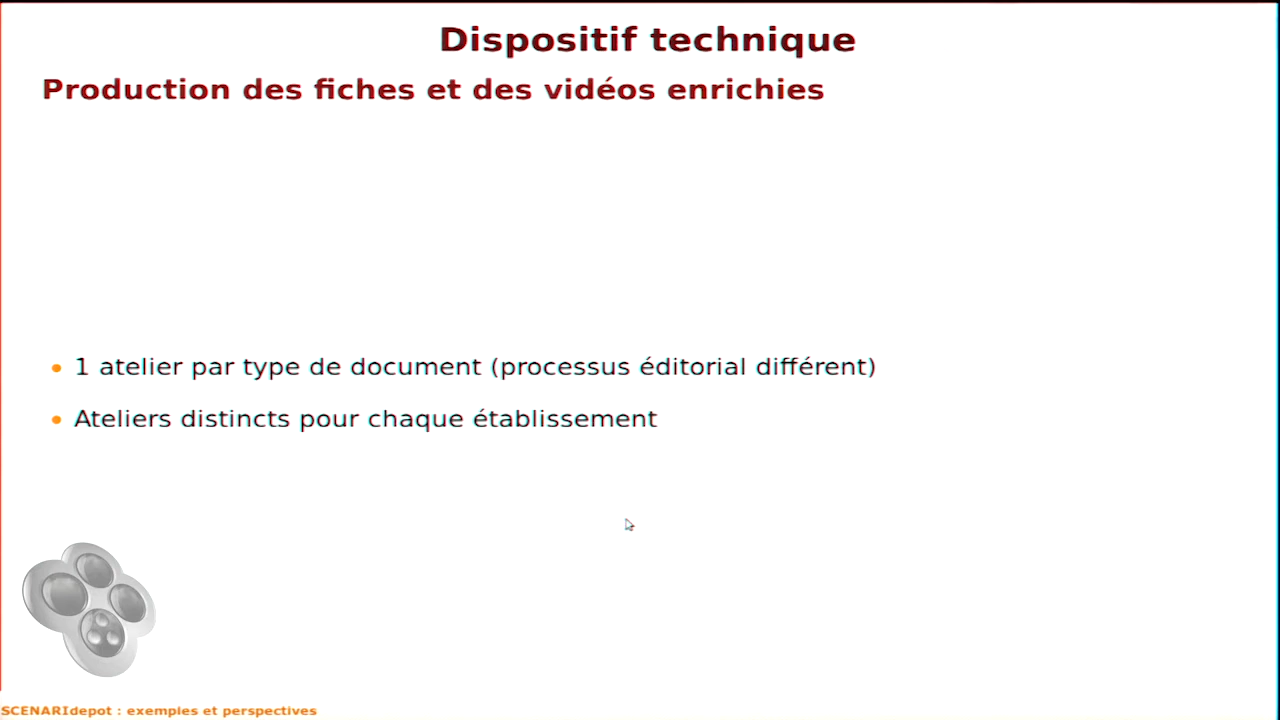 Dispositif technique
Production des fiches et des vidéos enrichies
1 atelier par type de document (processus éditorial différent)
Ateliers distincts pour chaque établissement
SCENARIdepot : exemples et perspectives